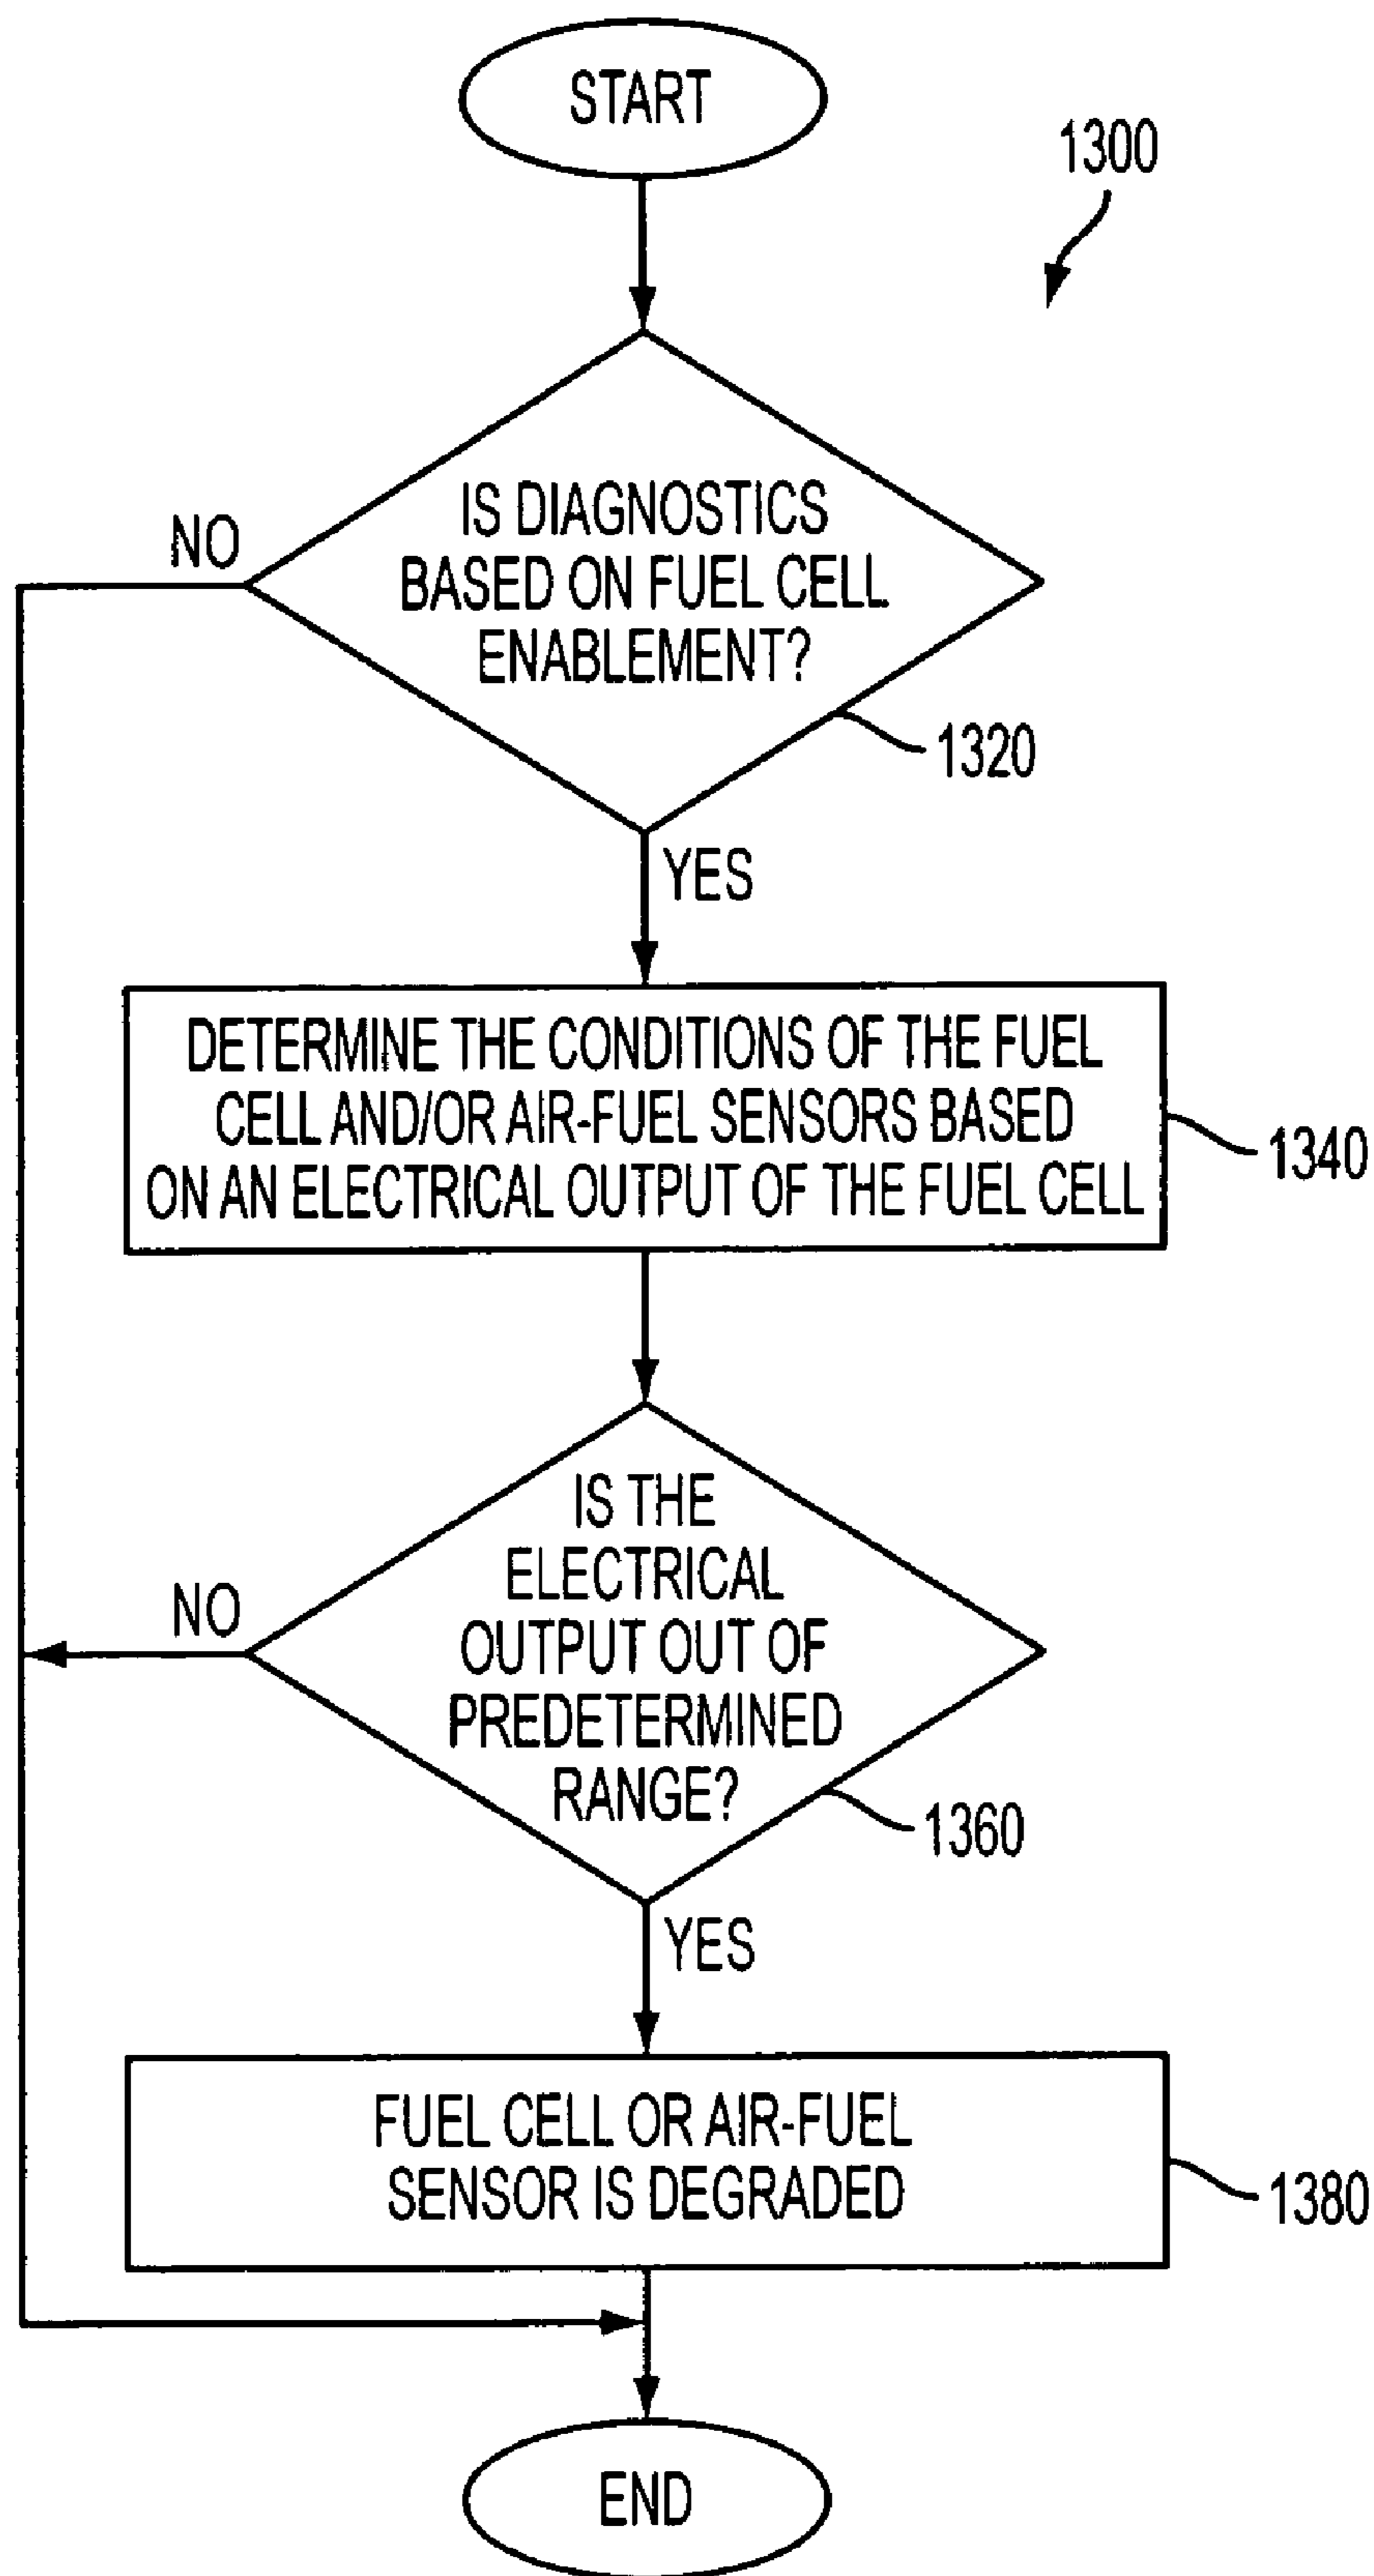 START
1300
IS DIAGNOSTICS
BASED ON FUEL CELL
ENABLEMENT?
NO
1320
YES
DETERMINE THE CONDITIONS OF THE FUEL
CELL AND/OR AIR-FUEL SENSORS BASED
ON AN ELECTRICAL OUTPUT OF THE FUEL CELL
1340
IS THE
ELECTRICAL
OUTPUT OUT OF
PREDETERMINED
RANGE?
NO
1360
YES
FUEL CELL OR AIR-FUEL
SENSOR IS DEGRADED
1380
END